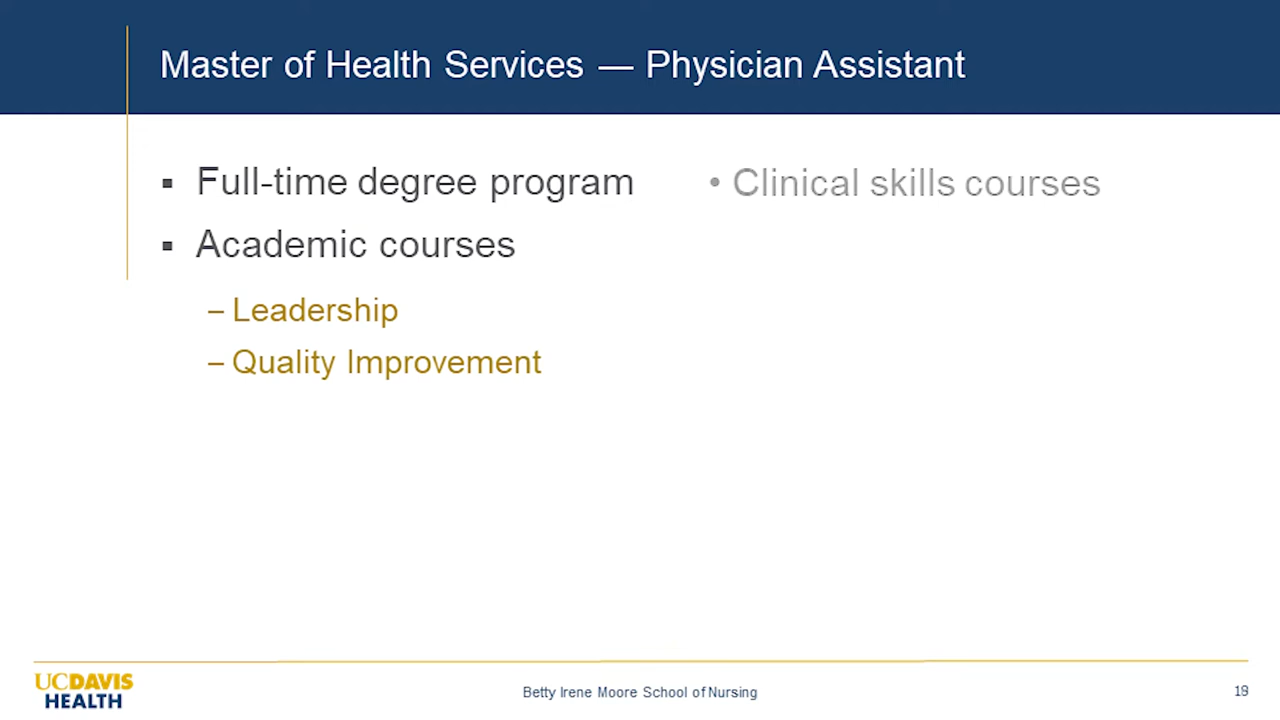 Master of Health Services — Physician Assistant
▪ Full-time degree program
▪ Academic courses
– Leadership
– Quality Improvement
• Clinical skills courses
UCDAVIS
HEALTH
Betty Irene Moore School of Nursing